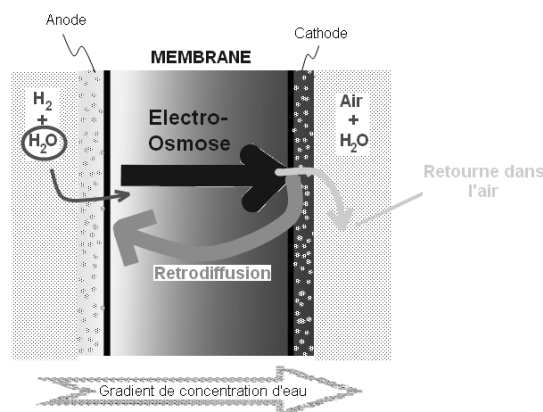 Anode
Cathode
MEMBRANE
H2
+
H2O
Electro-
Osmose
Air
+
H2O
Retourne dans
l'air
Retrodiffusion
Gradient de concentration d'eau